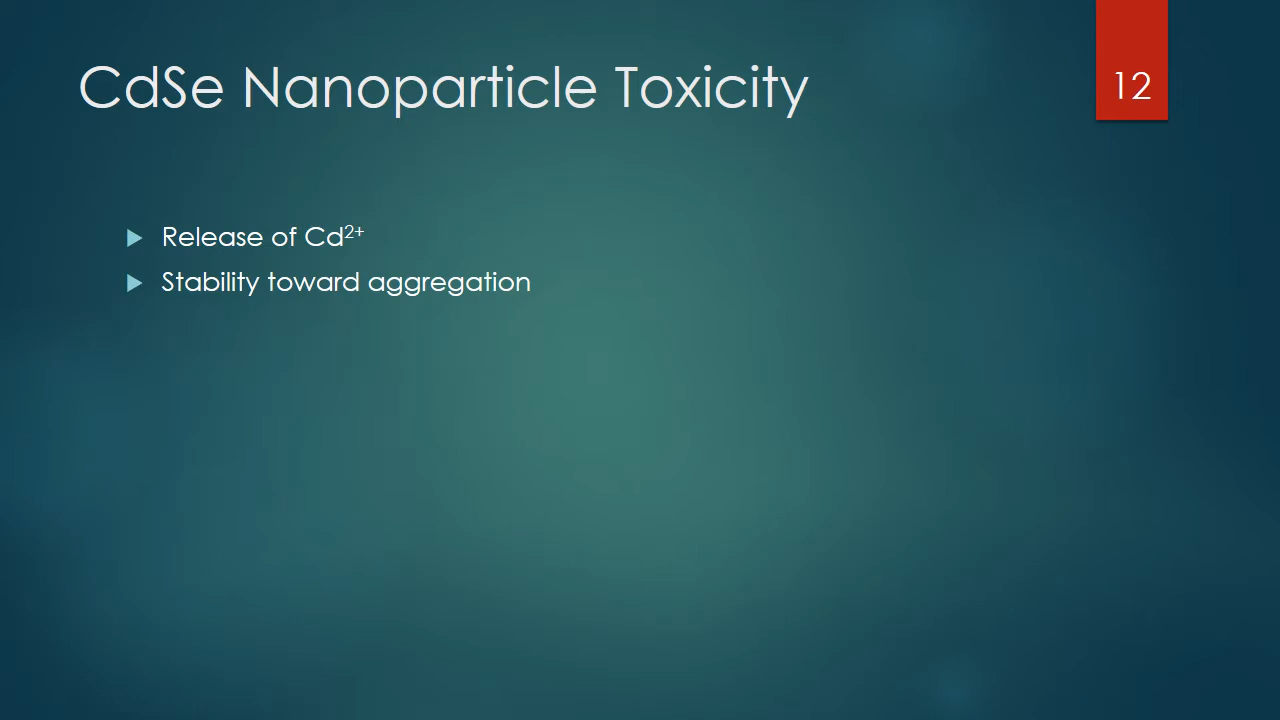 CdSe Nanoparticle Toxicity
12
Release of Cd²⁺
Stability toward aggregation